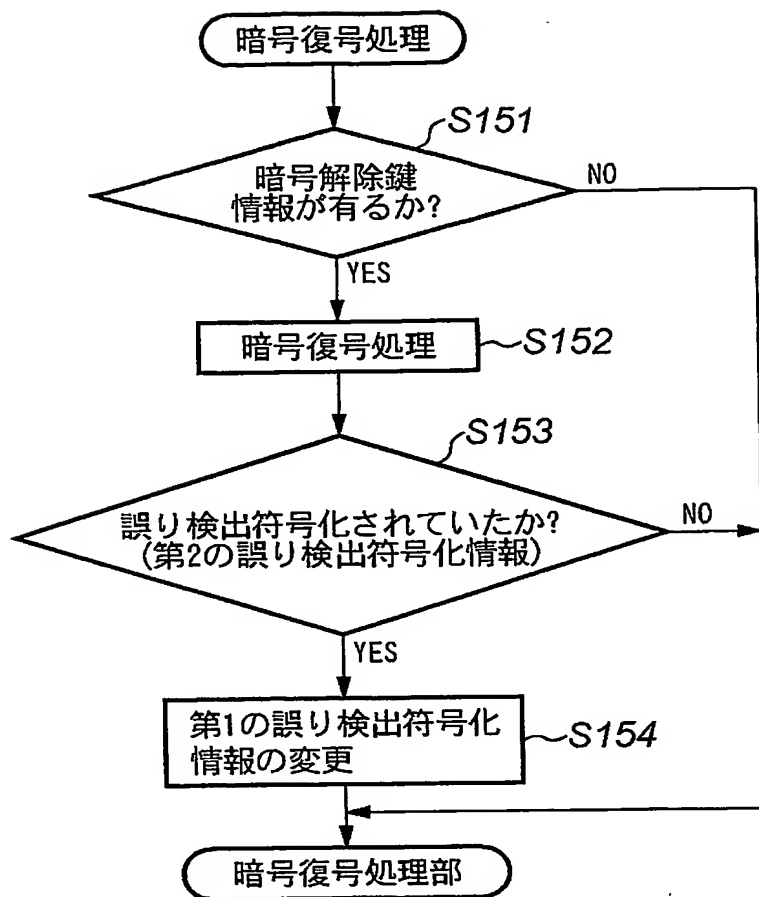 暗号復号処理
S151
暗号解除鍵
情報が有るか?
NO
YES
暗号復号処理
S152
S153
誤り検出符号化されていたか?
(第2の誤り検出符号化情報)
NO
YES
第1の誤り検出符号化
情報の変更
S154
暗号復号処理部